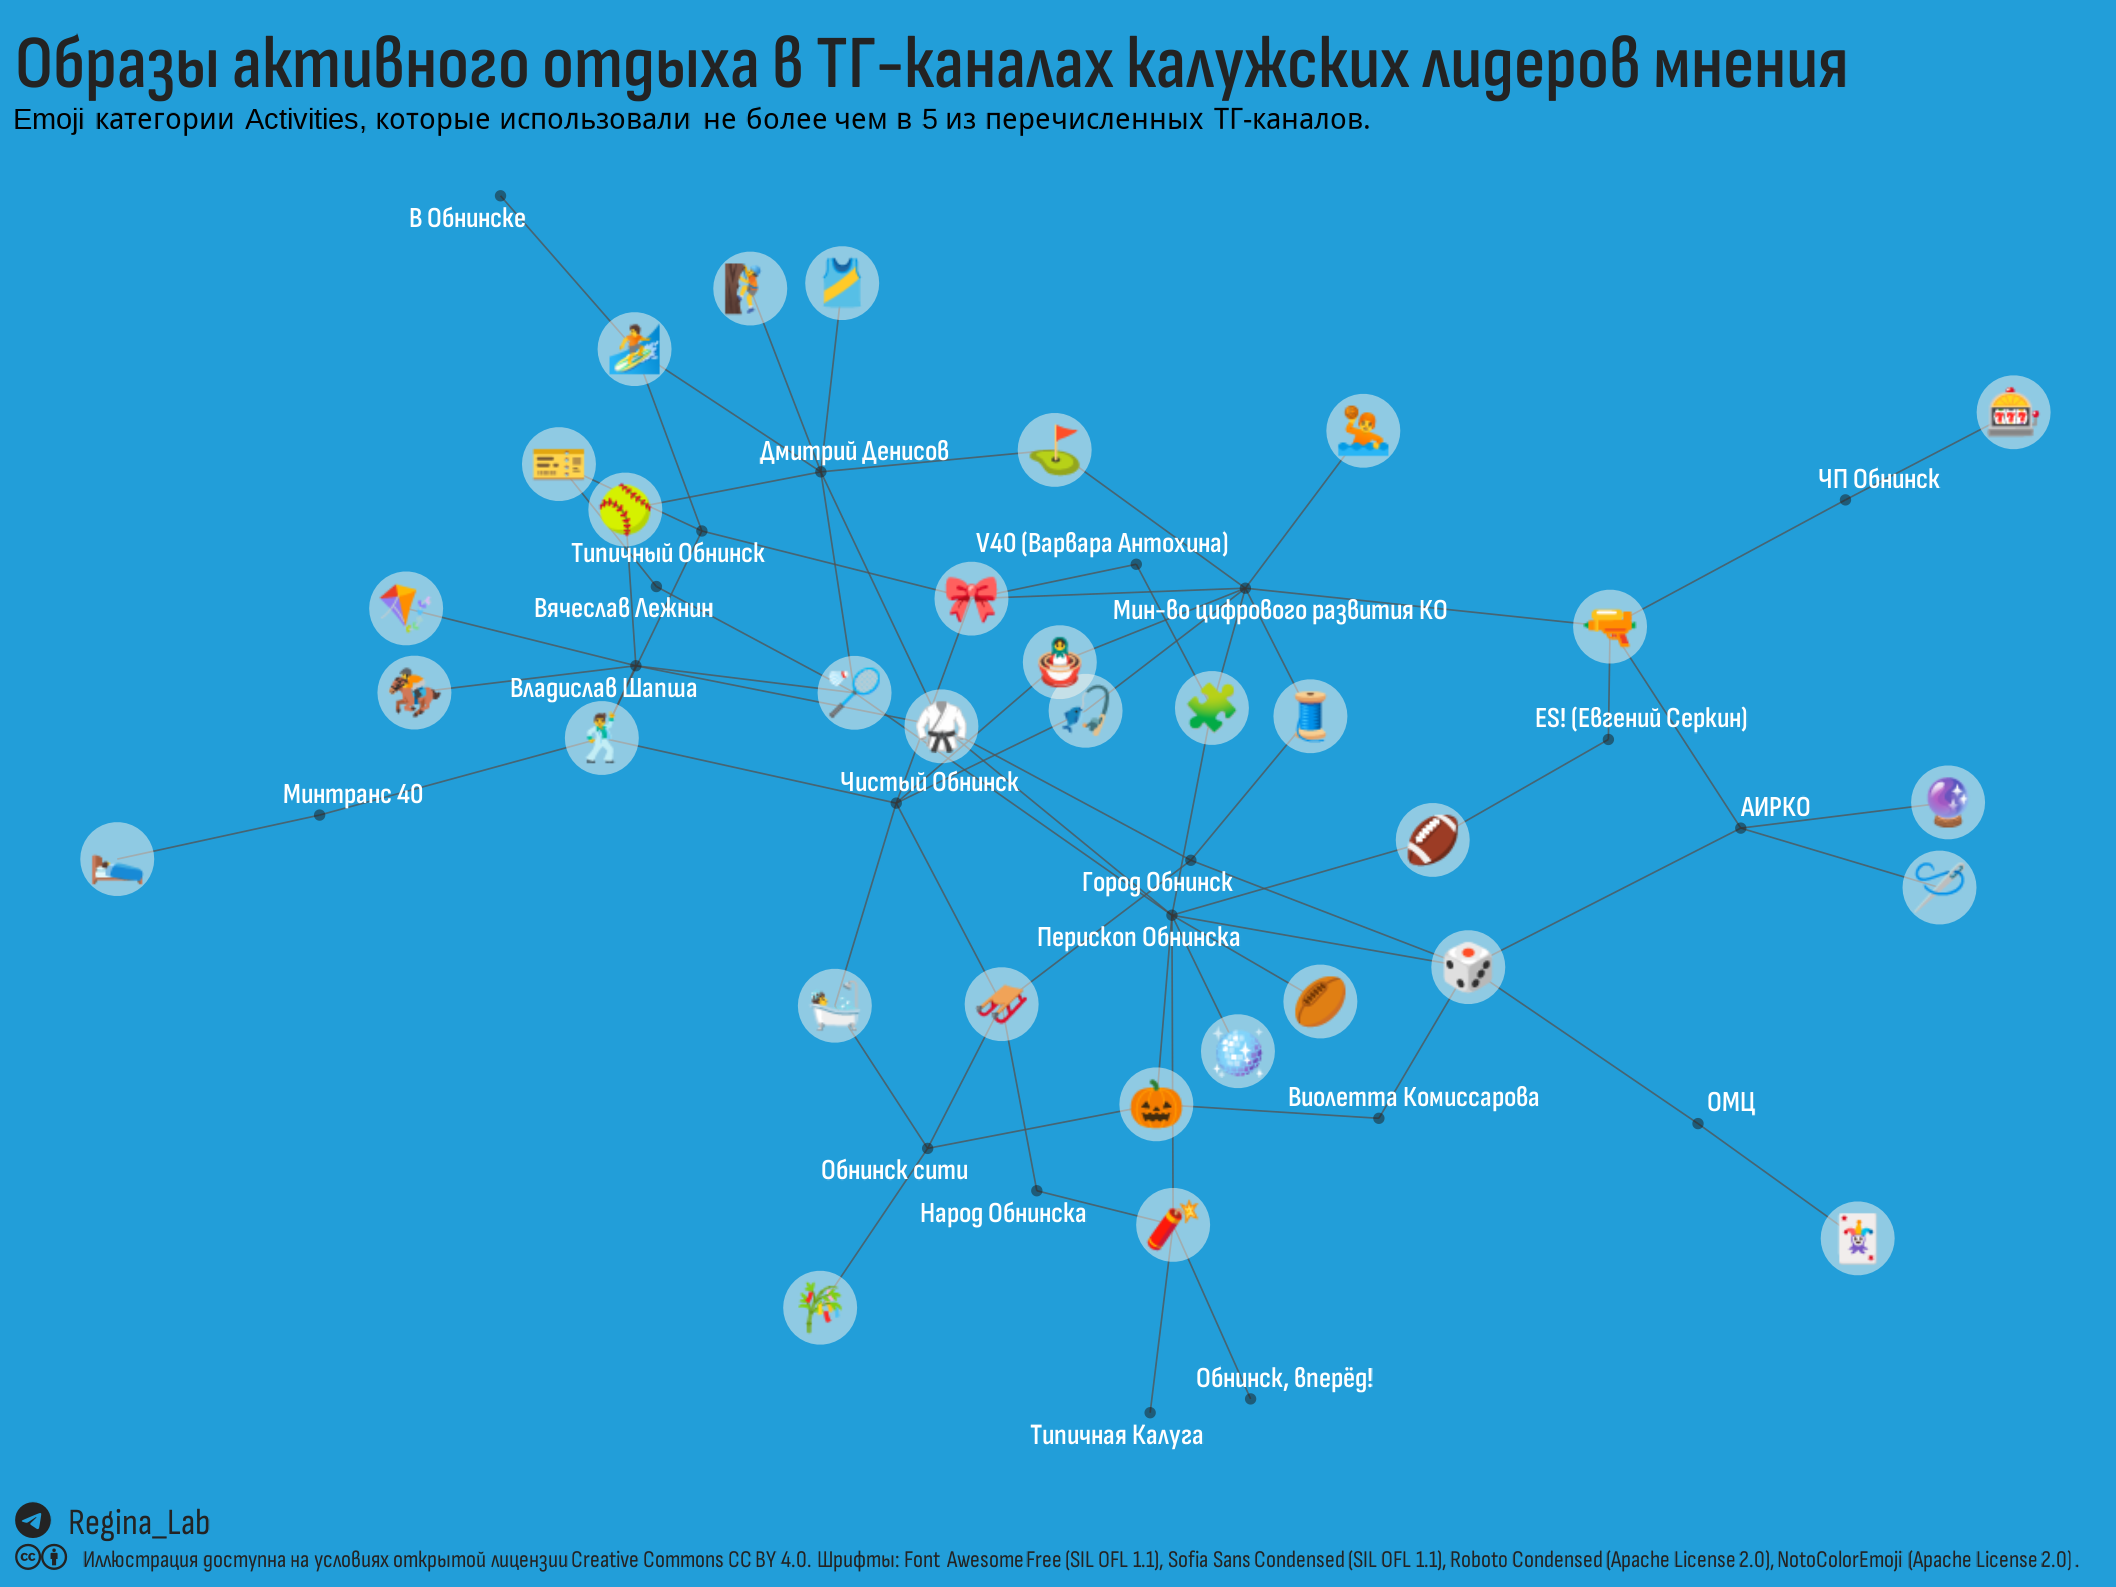 Образы активного отдыха в ТГ-каналах калужских лидеров мнения
Emoji категории Activities, которые использовали не более чем в 5 из перечисленных ТГ-каналов.
В Обнинске
Дмитрий Денисов
ЧП Обнинск
V40 (Варвара Антохина)
Типичный Обнинск
Вячеслав Лежнин
Мин-во цифрового развития КО
Владислав Шапша
ES! (Евгений Серкин)
Чистый Обнинск
Минтранс 40
АИРКО
Город Обнинск
Перископ Обнинска
Виолетта Комиссарова
ОМЦ
Обнинск сити
Народ Обнинска
Обнинск, вперёд!
Типичная Калуга
Regina_Lab
Иллюстрация доступна на условиях открытой лицензии Creative Commons CC BY 4.0. Шрифты: Font Awesome Free (SIL OFL 1.1), Sofia Sans Condensed (SIL OFL 1.1), Roboto Condensed (Apache License 2.0), NotoColorEmoji (Apache License 2.0).